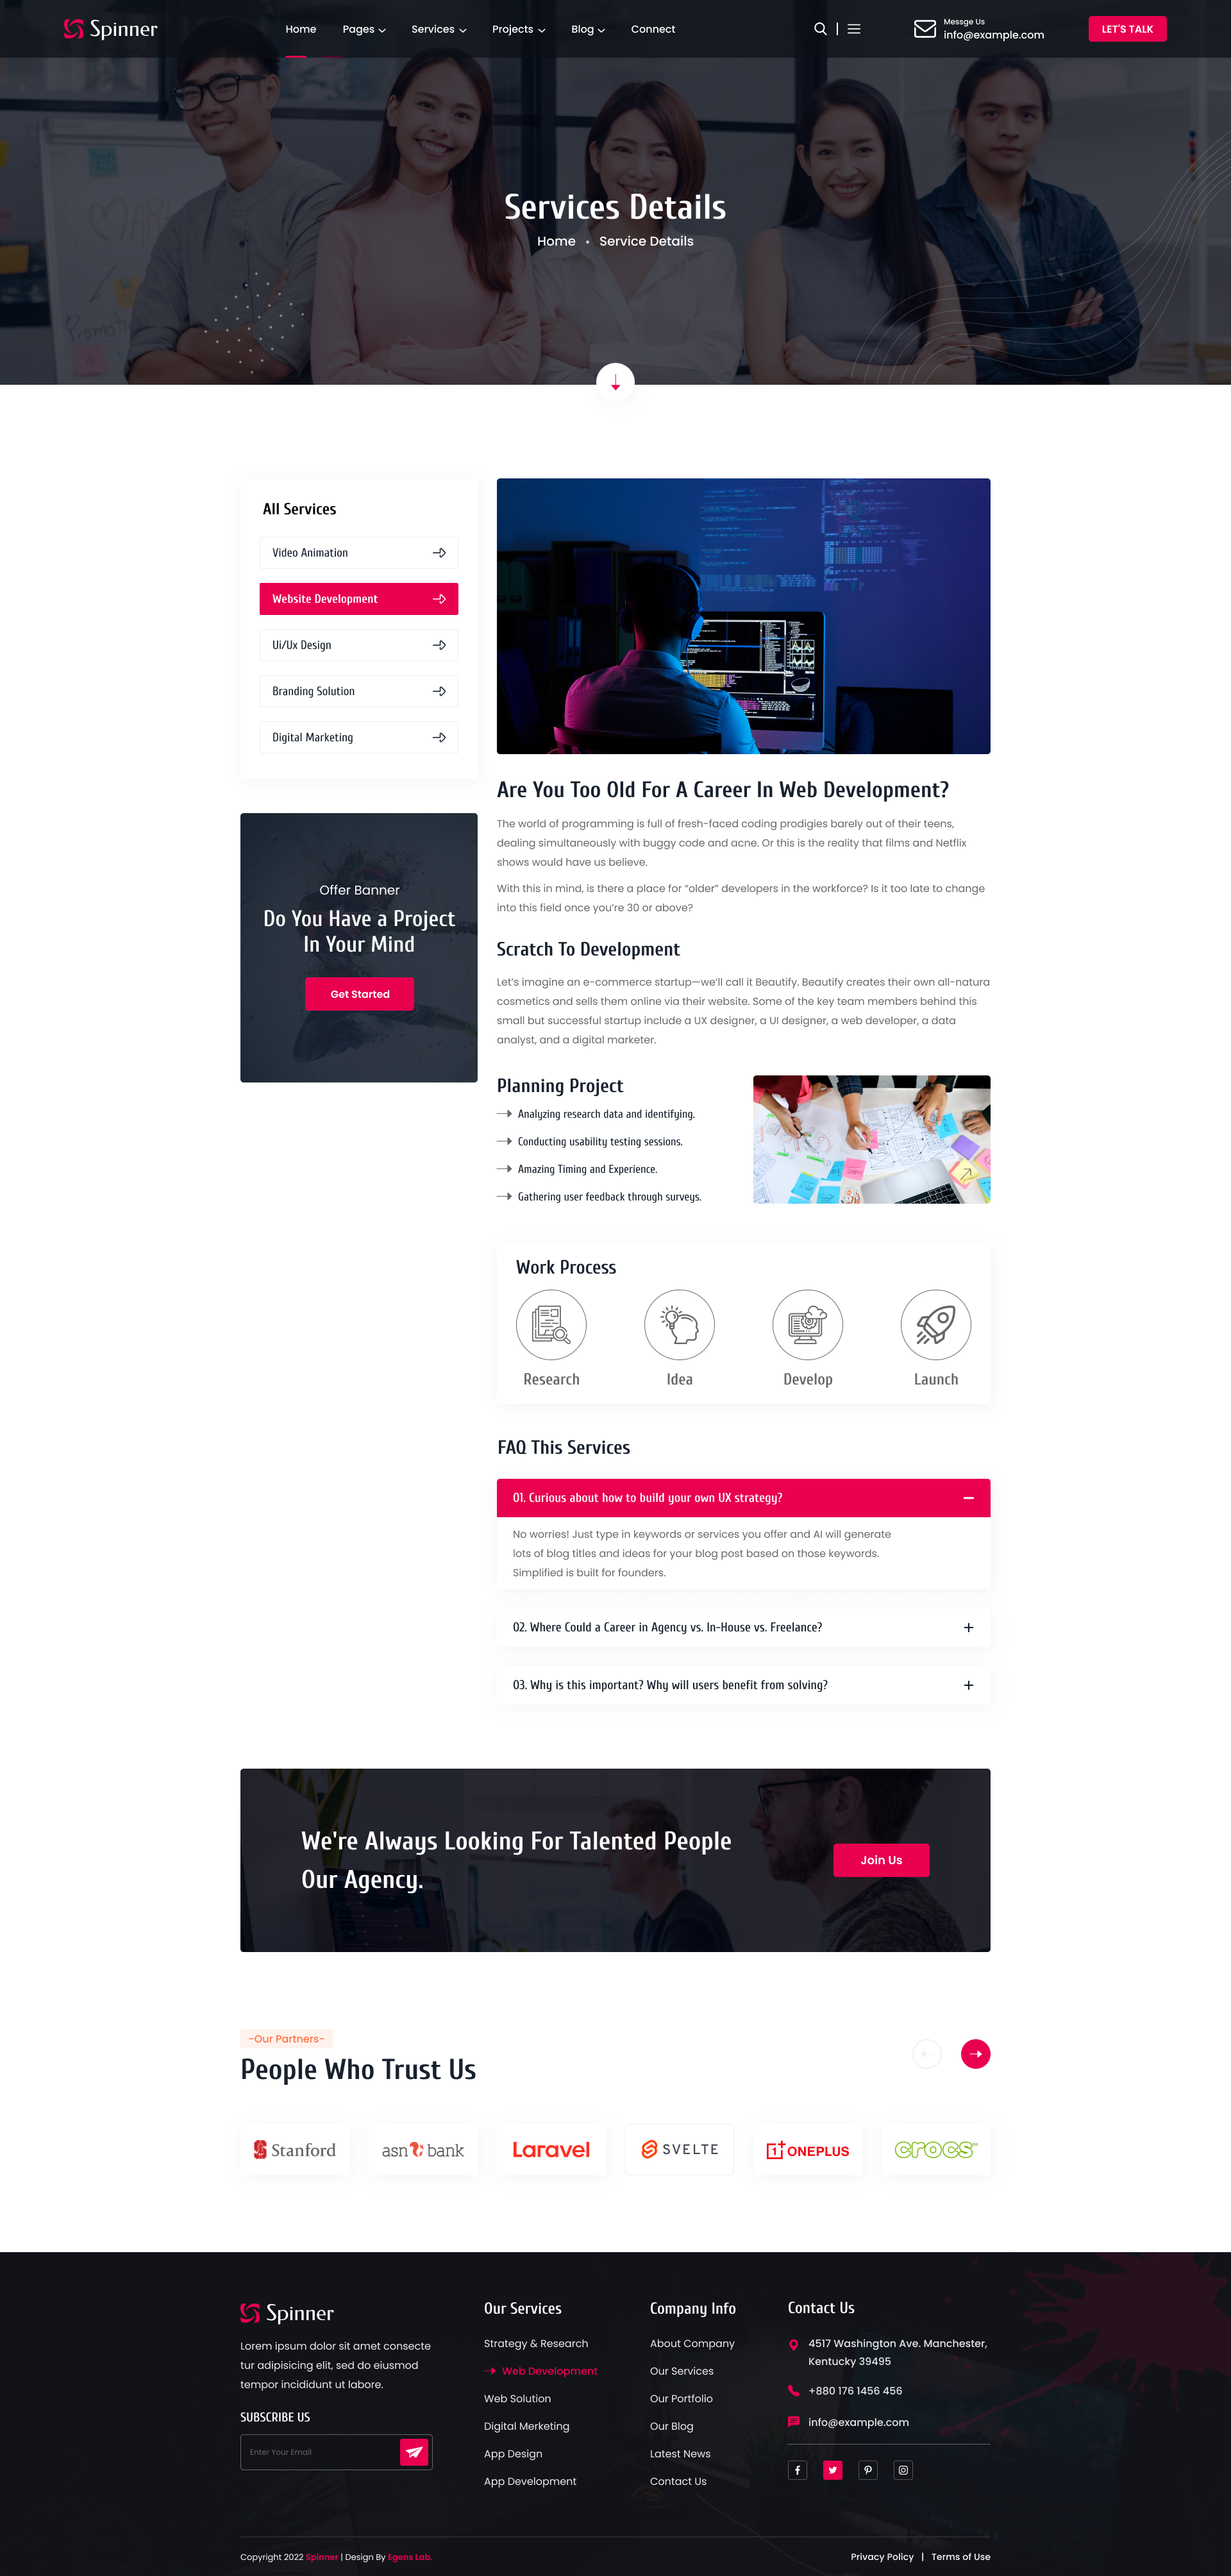 Spinner
Home Pages Services Projects Blog Connect
Messge Us
info@example.com
LET'S TALK
Services Details
Home • Service Details
All Services
Video Animation
Website Development
Ui/Ux Design
Branding Solution
Digital Marketing
Offer Banner
Do You Have a Project
In Your Mind
Get Started
Are You Too Old For A Career In Web Development?
The world of programming is full of fresh-faced coding prodigies barely out of their teens,
dealing simultaneously with buggy code and acne. Or this is the reality that films and Netflix
shows would have us believe.
With this in mind, is there a place for “older” developers in the workforce? Is it too late to change
into this field once you’re 30 or above?
Scratch To Development
Let’s imagine an e-commerce startup—we’ll call it Beautify. Beautify creates their own all-natura
cosmetics and sells them online via their website. Some of the key team members behind this
small but successful startup include a UX designer, a UI designer, a web developer, a data
analyst, and a digital marketer.
Planning Project
Analyzing research data and identifying.
Conducting usability testing sessions.
Amazing Timing and Experience.
Gathering user feedback through surveys.
Work Process
Research
Idea
Develop
Launch
FAQ This Services
01. Curious about how to build your own UX strategy?
No worries! Just type in keywords or services you offer and AI will generate
lots of blog titles and ideas for your blog post based on those keywords.
Simplified is built for founders.
02. Where Could a Career in Agency vs. In-House vs. Freelance?
03. Why is this important? Why will users benefit from solving?
We're Always Looking For Talented People
Our Agency.
Join Us
-Our Partners-
People Who Trust Us
Stanford
asn bank
Laravel
SVELTE
ONEPLUS
crocs
Spinner
Lorem ipsum dolor sit amet consecte
tur adipisicing elit, sed do eiusmod
tempor incididunt ut labore.
SUBSCRIBE US
Enter Your Email
Our Services
Strategy & Research
Web Development
Web Solution
Digital Merketing
App Design
App Development
Company Info
About Company
Our Services
Our Portfolio
Our Blog
Latest News
Contact Us
Contact Us
4517 Washington Ave. Manchester,
Kentucky 39495
+880 176 1456 456
info@example.com
Copyright 2022 Spinner | Design By Egens Lab.
Privacy Policy | Terms of Use